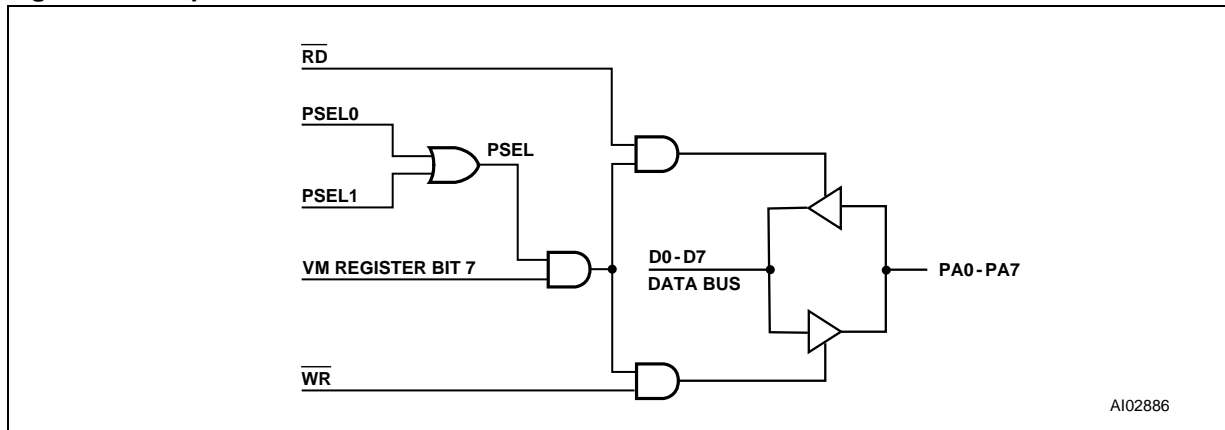 RD
PSEL0
PSEL
PSEL1
VM REGISTER BIT 7
D0-D7
DATA BUS
PA0-PA7
WR
AI02886